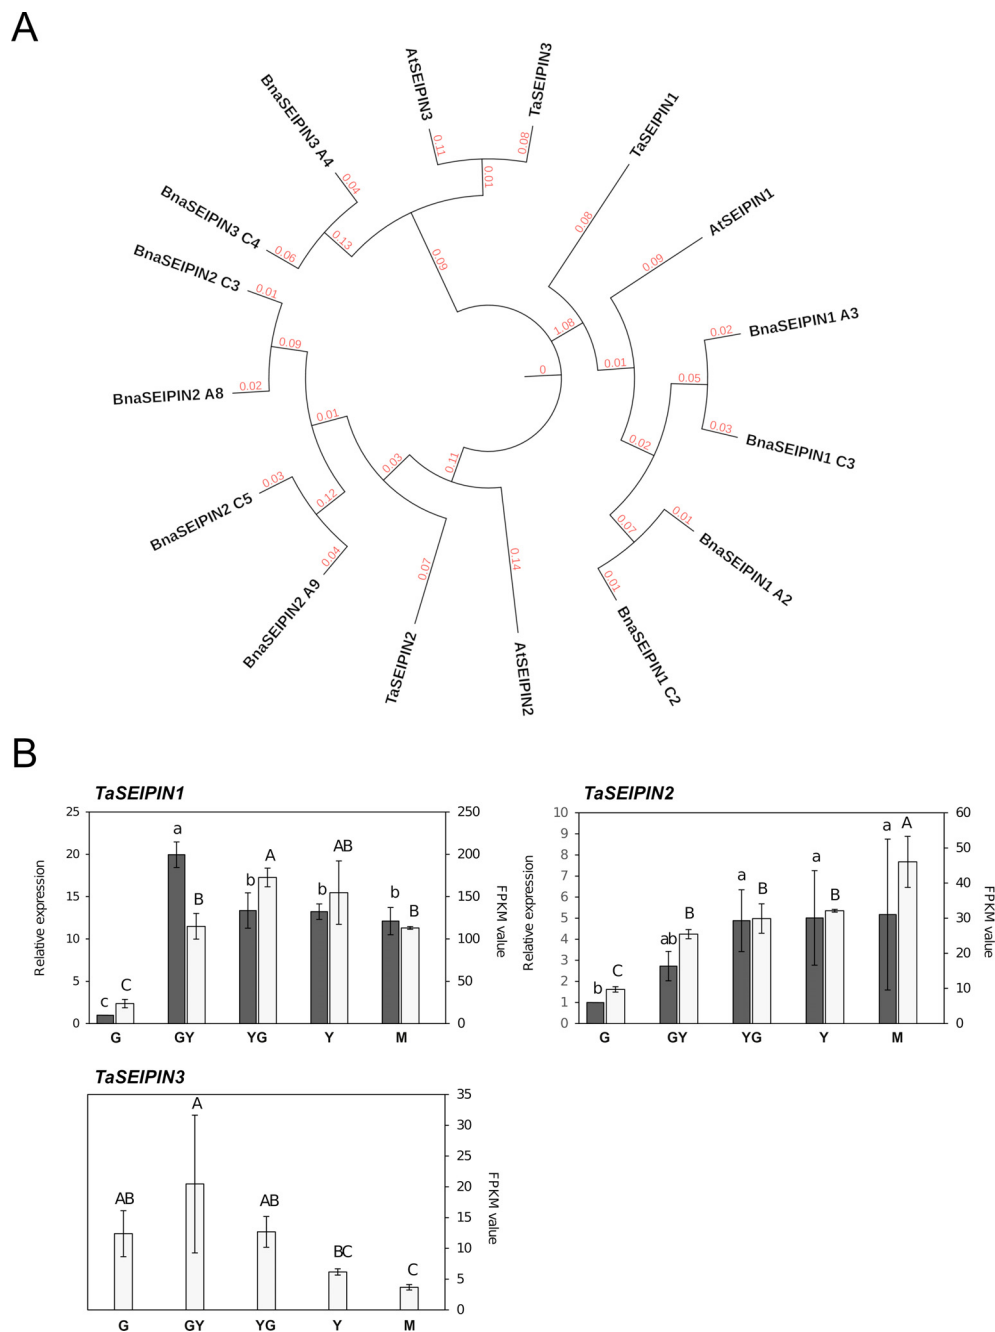 A
AtSEIPIN3
TaSEIPIN3
BnaSEIPIN3 A4
TaSEIPIN1
0.11
0.08
0.01
0.04
BnaSEIPIN3 C4
0.08
AtSEIPIN1
0.13
0.06
0.09
0.09
BnaSEIPIN2 C3
0.01
1.08
0.02
BnaSEIPIN1 A3
0.09
0
0.01
0.05
BnaSEIPIN2 A8
0.02
0.01
0.02
0.03
BnaSEIPIN1 C3
0.03
0.11
0.03
0.12
BnaSEIPIN2 C5
0.07
0.01
BnaSEIPIN1 A2
0.04
0.07
0.14
0.01
BnaSEIPIN2 A9
TaSEIPIN2
AtSEIPIN2
BnaSEIPIN1 C2
B
TaSEIPIN1
25
20
15
10
5
0
Relative expression
250
200
150
100
50
0
FPKM value
c
C
a
B
b
A
b
AB
b
B
G
GY
YG
Y
M
TaSEIPIN2
10
9
8
7
6
5
4
3
2
1
0
Relative expression
60
50
40
30
20
10
0
FPKM value
b
C
ab
B
a
B
a
B
a
A
G
GY
YG
Y
M
TaSEIPIN3
35
30
25
20
15
10
5
0
FPKM value
AB
A
AB
BC
C
G
GY
YG
Y
M